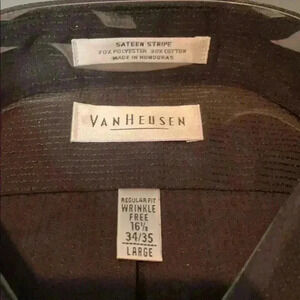 SATEEN STRIPE
70% POLYESTER 30% COTTON
MADE IN HONDURAS
VAN HEUSEN
REGULAR FIT
WRINKLE
FREE
16½
34/35
LARGE